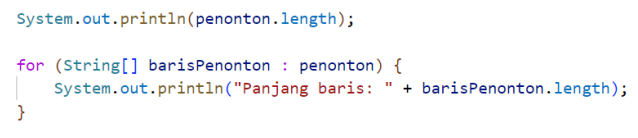 System.out.println(penonton.length);
for (String[] barisPenonton : penonton) {
System.out.println("Panjang baris: " + barisPenonton.length);
}